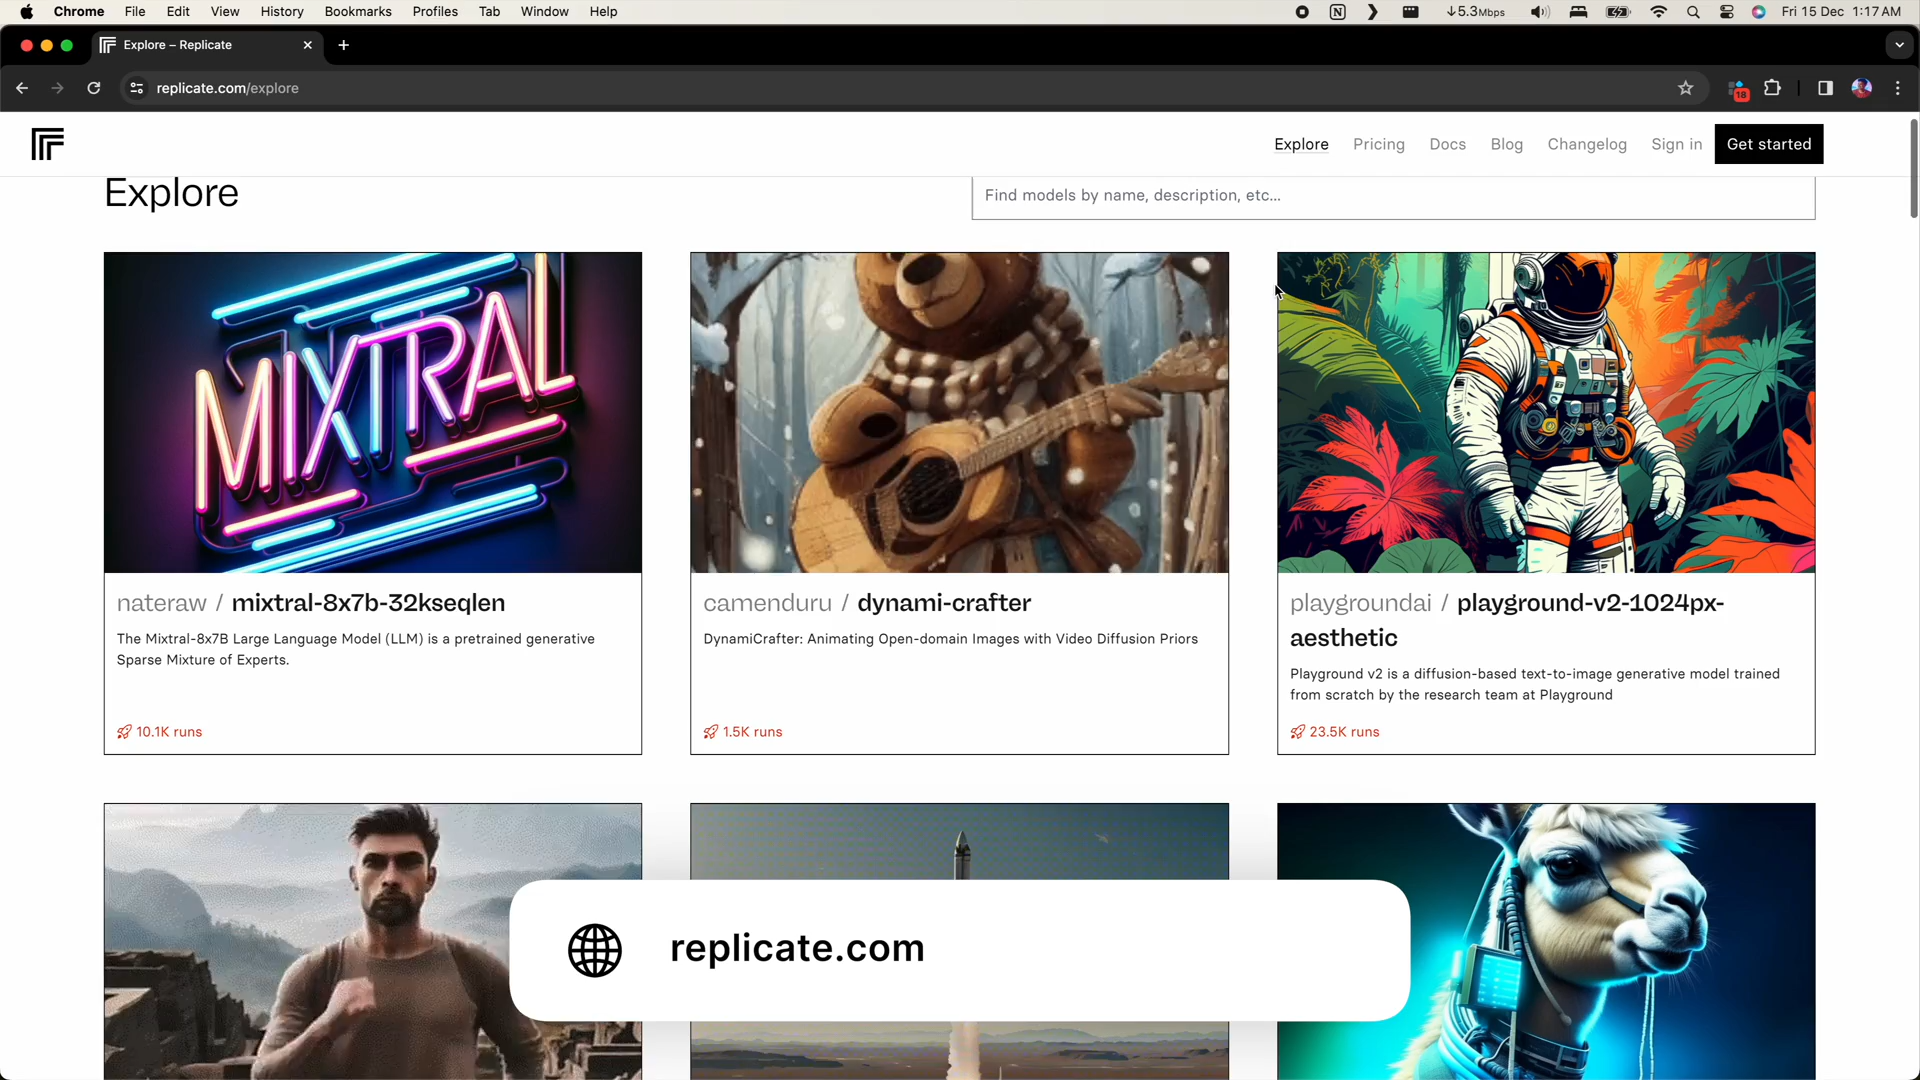 Chrome File Edit View History Bookmarks Profiles Tab Window Help ↓5.3Mbps Fri 15 Dec 1:17 AM
Explore – Replicate
replicate.com/explore
18
Explore Pricing Docs Blog Changelog Sign in Get started
Explore
Find models by name, description, etc...
MIXTRAL
nateraw / mixtral-8x7b-32kseqlen
The Mixtral-8x7B Large Language Model (LLM) is a pretrained generative
Sparse Mixture of Experts.
10.1K runs
camenduru / dynami-crafter
DynamiCrafter: Animating Open-domain Images with Video Diffusion Priors
1.5K runs
playgroundai / playground-v2-1024px-
aesthetic
Playground v2 is a diffusion-based text-to-image generative model trained
from scratch by the research team at Playground
23.5K runs
replicate.com